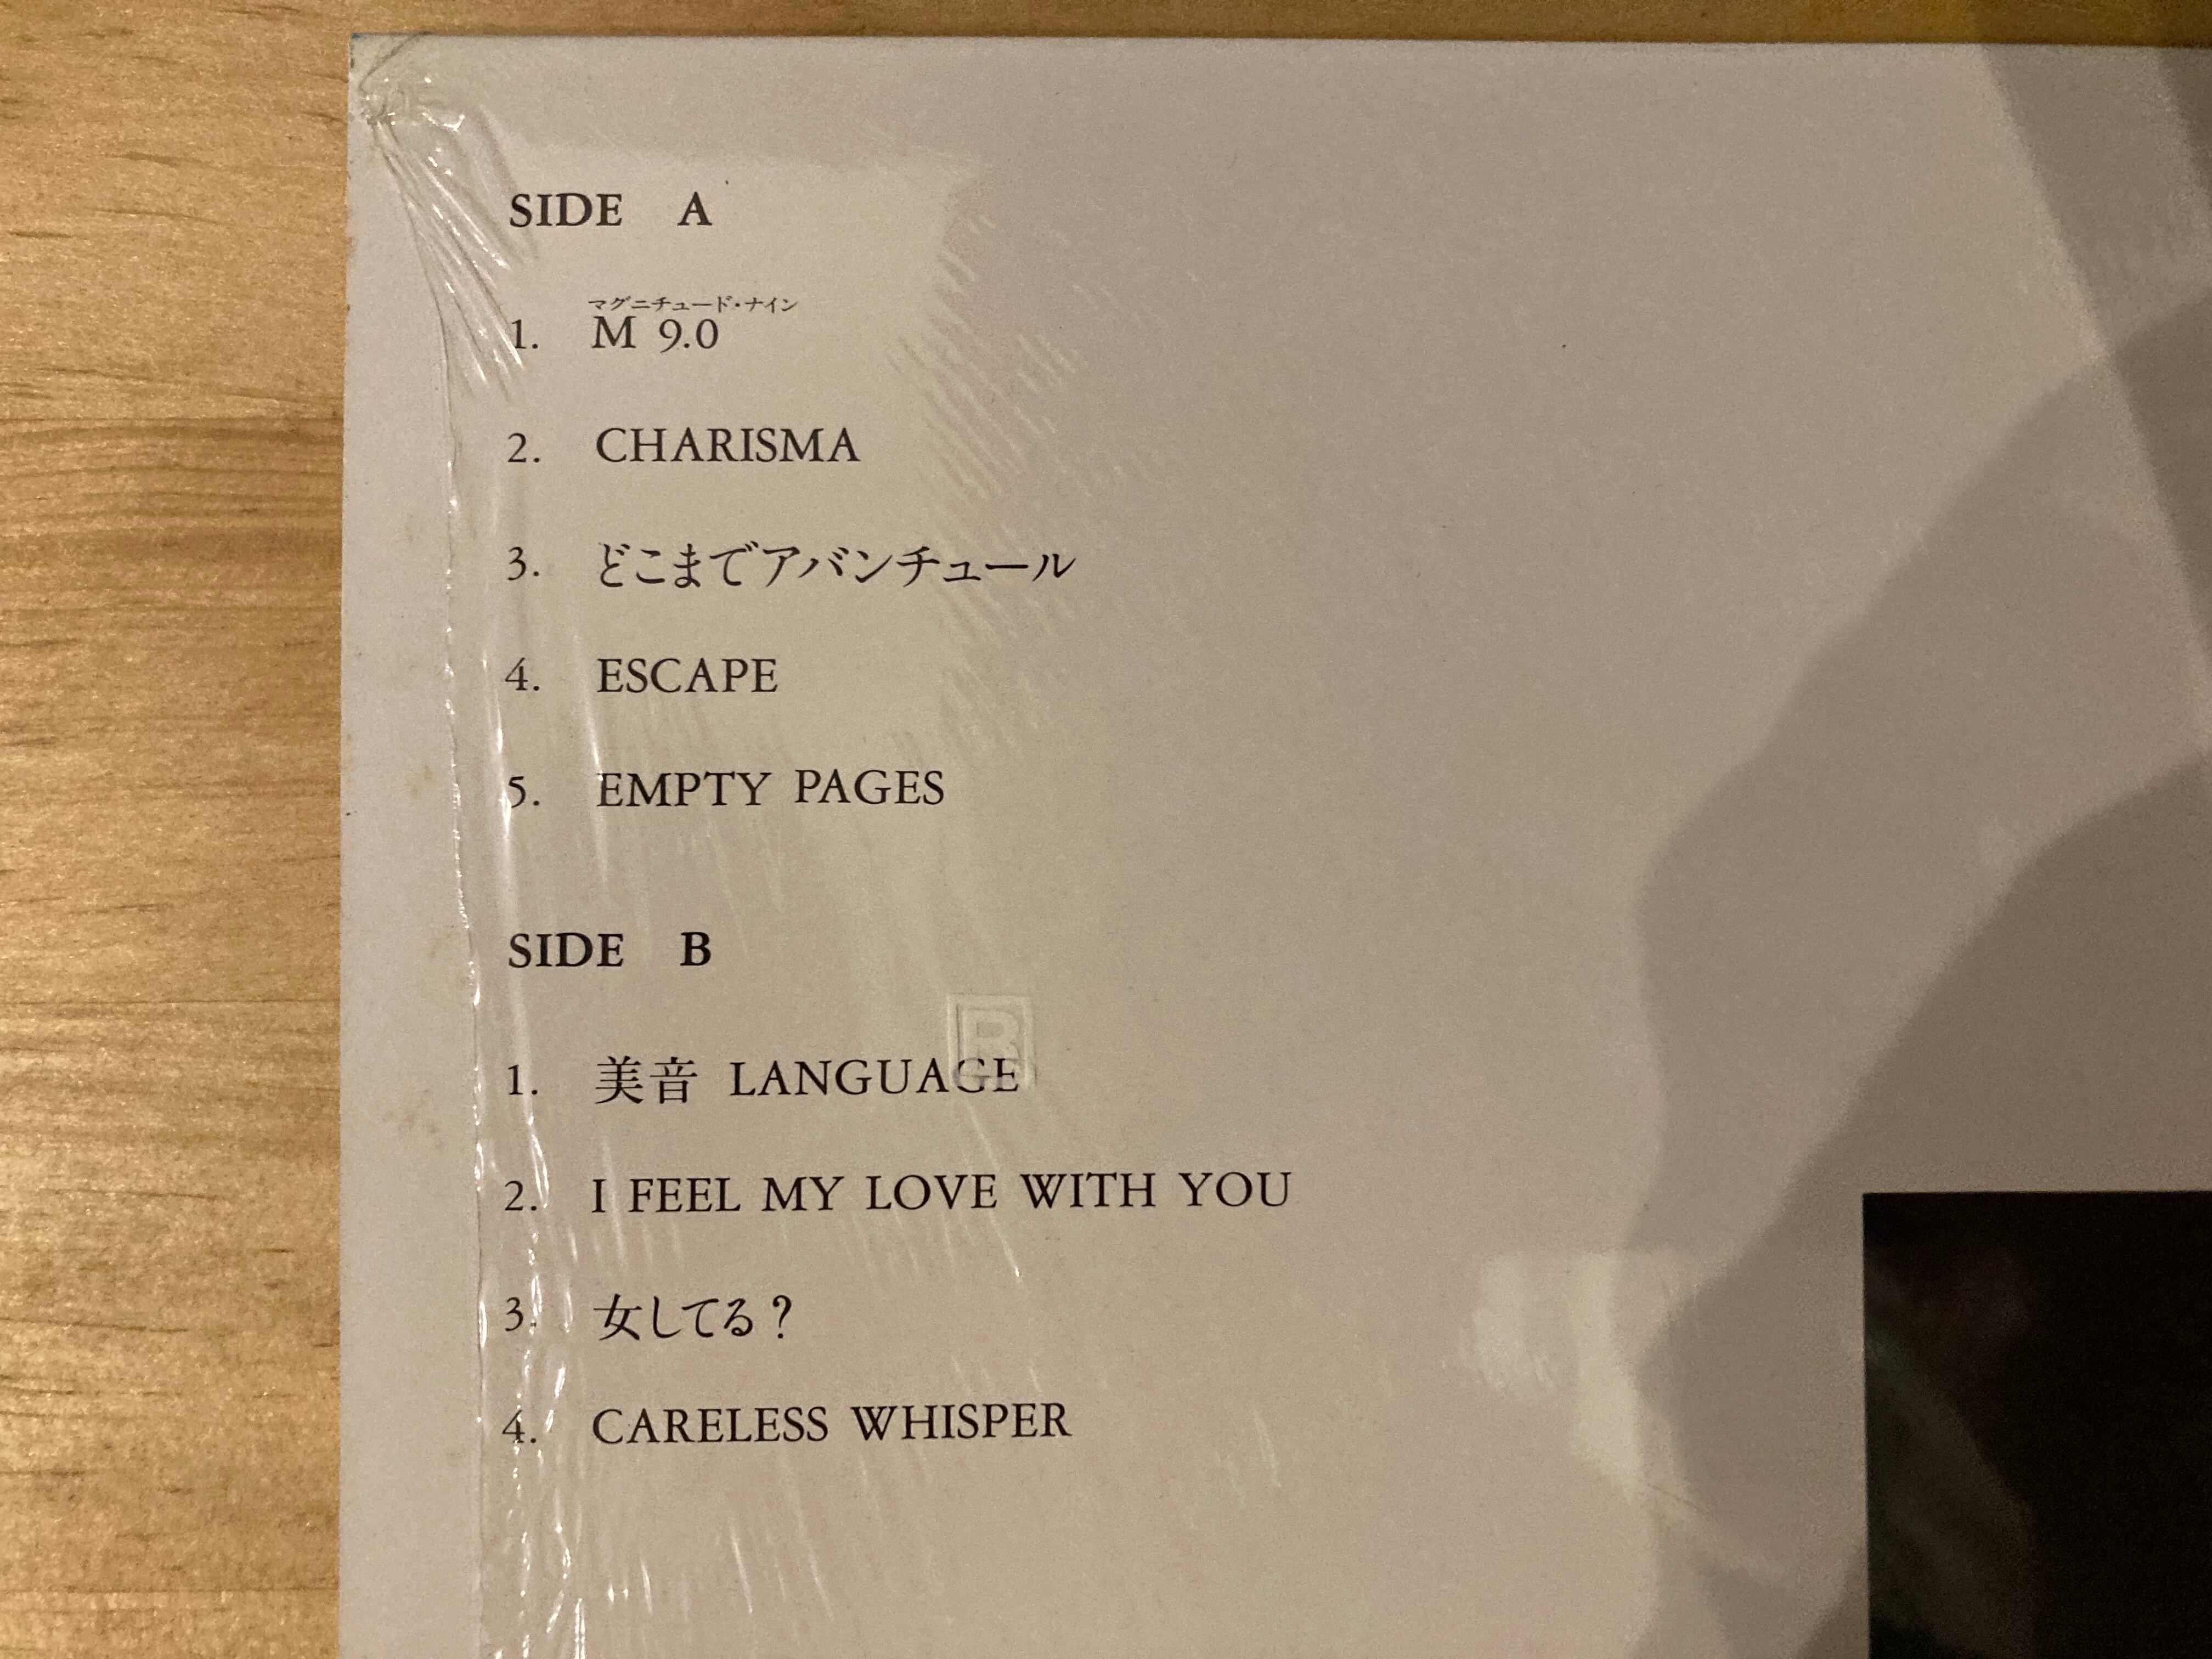 SIDE A
マグニチュード・ナイン
1. M 9.0
2. CHARISMA
3. どこまでアバンチュール
4. ESCAPE
5. EMPTY PAGES
SIDE B
R
1. 美音 LANGUAGE
2. I FEEL MY LOVE WITH YOU
3. 女してる?
4. CARELESS WHISPER